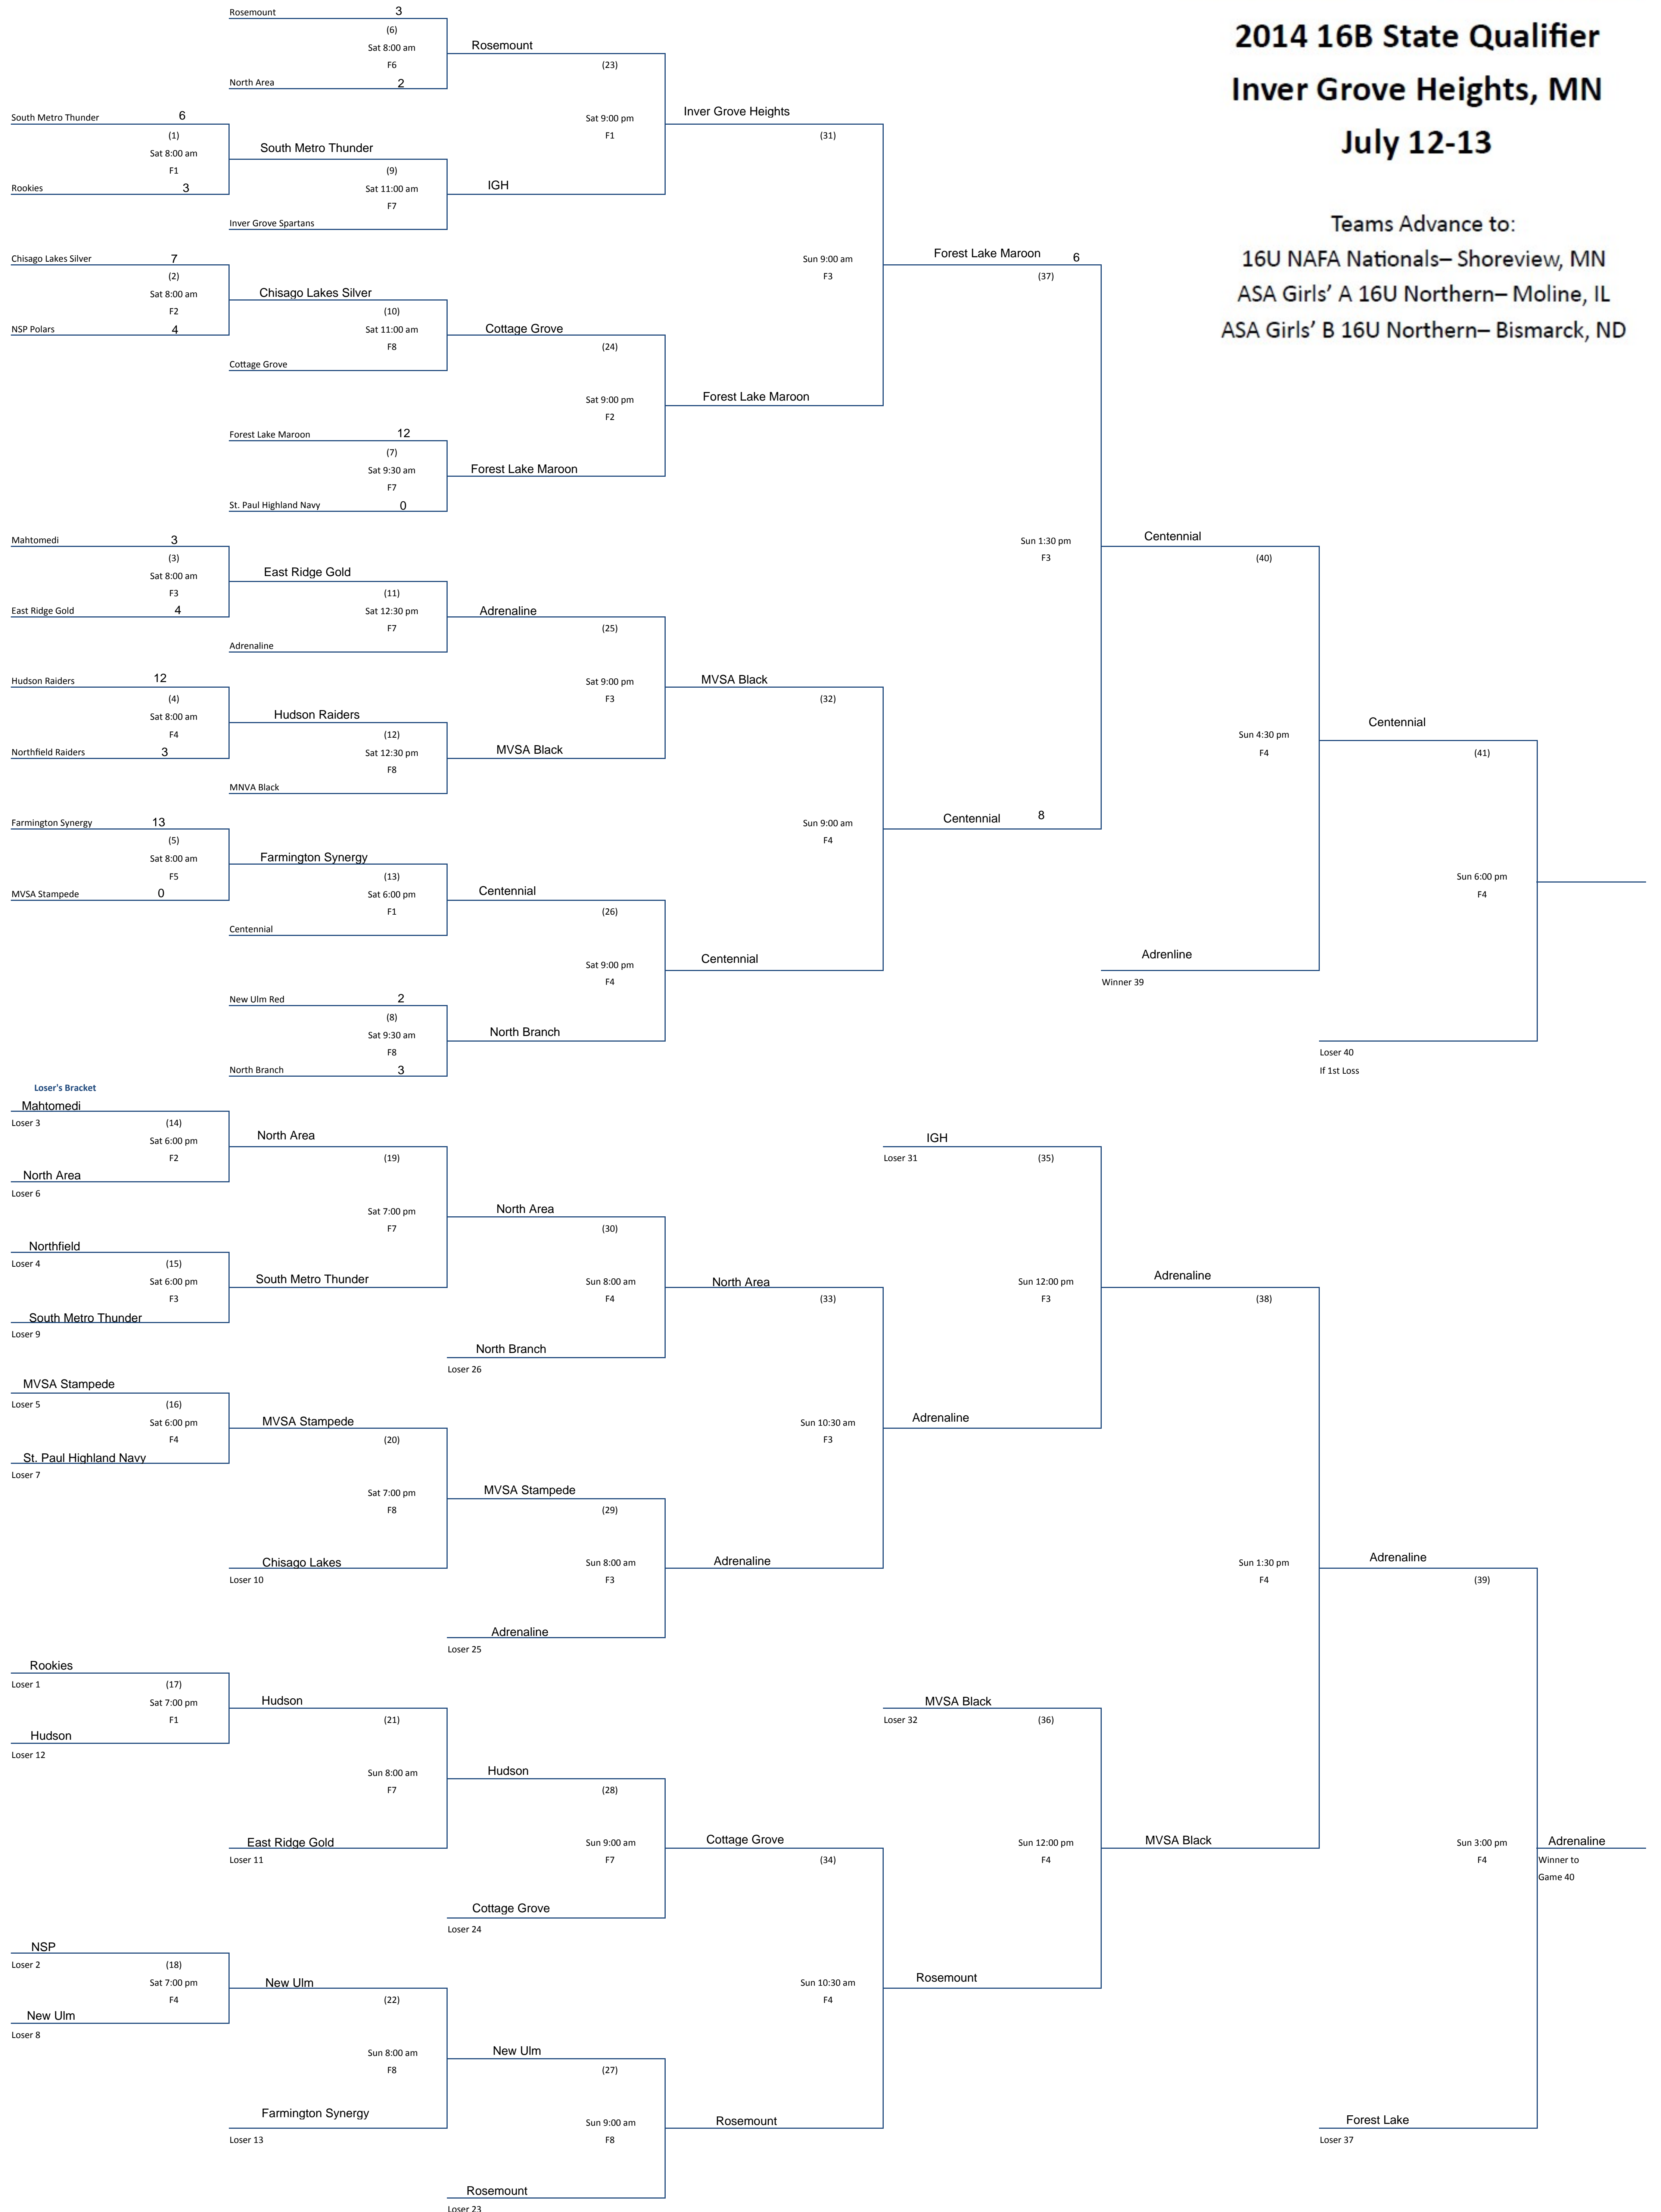 2014 16B State Qualifier
Inver Grove Heights, MN
July 12-13
Teams Advance to:
16U NAFA Nationals– Shoreview, MN
ASA Girls' A 16U Northern– Moline, IL
ASA Girls' B 16U Northern– Bismarck, ND
Rosemount 3
(6)
Sat 8:00 am
F6
North Area 2
South Metro Thunder 6
(1)
Sat 8:00 am
F1
Rookies 3
Chisago Lakes Silver 7
(2)
Sat 8:00 am
F2
NSP Polars 4
South Metro Thunder
(9)
Sat 11:00 am
F7
Inver Grove Spartans
Chisago Lakes Silver
(10)
Sat 11:00 am
F8
Cottage Grove
Forest Lake Maroon 12
(7)
Sat 9:30 am
F7
St. Paul Highland Navy 0
Mahtomedi 3
(3)
Sat 8:00 am
F3
East Ridge Gold 4
Hudson Raiders 12
(4)
Sat 8:00 am
F4
Northfield Raiders 3
Farmington Synergy 13
(5)
Sat 8:00 am
F5
MVSA Stampede 0
East Ridge Gold
(11)
Sat 12:30 pm
F7
Adrenaline
Hudson Raiders
(12)
Sat 12:30 pm
F8
MNVA Black
Farmington Synergy
(13)
Sat 6:00 pm
F1
Centennial
New Ulm Red 2
(8)
Sat 9:30 am
F8
North Branch 3
Rosemount
(23)
Sat 9:00 pm
F1
IGH
Cottage Grove
(24)
Sat 9:00 pm
F2
Forest Lake Maroon
Adrenaline
(25)
Sat 9:00 pm
F3
MVSA Black
Centennial
(26)
Sat 9:00 pm
F4
North Branch
Inver Grove Heights
(31)
Sun 9:00 am
F3
Forest Lake Maroon
MVSA Black
(32)
Sun 9:00 am
F4
Centennial
Forest Lake Maroon 6
(37)
Sun 1:30 pm
F3
Centennial 8
Centennial
(40)
Sun 4:30 pm
F4
Adrenline
Winner 39
Centennial
(41)
Sun 6:00 pm
F4
Loser 40
If 1st Loss
Loser's Bracket
Mahtomedi
Loser 3
(14)
Sat 6:00 pm
F2
North Area
Loser 6
Northfield
Loser 4
(15)
Sat 6:00 pm
F3
South Metro Thunder
Loser 9
MVSA Stampede
Loser 5
(16)
Sat 6:00 pm
F4
St. Paul Highland Navy
Loser 7
Rookies
Loser 1
(17)
Sat 7:00 pm
F1
Hudson
Loser 12
NSP
Loser 2
(18)
Sat 7:00 pm
F4
New Ulm
Loser 8
North Area
(19)
Sat 7:00 pm
F7
South Metro Thunder
MVSA Stampede
(20)
Sat 7:00 pm
F8
Chisago Lakes
Loser 10
Hudson
(21)
Sun 8:00 am
F7
East Ridge Gold
Loser 11
New Ulm
(22)
Sun 8:00 am
F8
Farmington Synergy
Loser 13
North Area
(30)
Sun 8:00 am
F4
North Branch
Loser 26
MVSA Stampede
(29)
Sun 8:00 am
F3
Adrenaline
Loser 25
Hudson
(28)
Sun 9:00 am
F7
Cottage Grove
Loser 24
New Ulm
(27)
Sun 9:00 am
F8
Rosemount
Loser 23
North Area
(33)
Sun 10:30 am
F3
Adrenaline
Cottage Grove
(34)
Sun 10:30 am
F4
Rosemount
IGH
Loser 31
(35)
Sun 12:00 pm
F3
Adrenaline
MVSA Black
Loser 32
(36)
Sun 12:00 pm
F4
Rosemount
Adrenaline
(38)
Sun 1:30 pm
F4
MVSA Black
Adrenaline
(39)
Sun 3:00 pm
F4
Forest Lake
Loser 37
Adrenaline
Winner to
Game 40